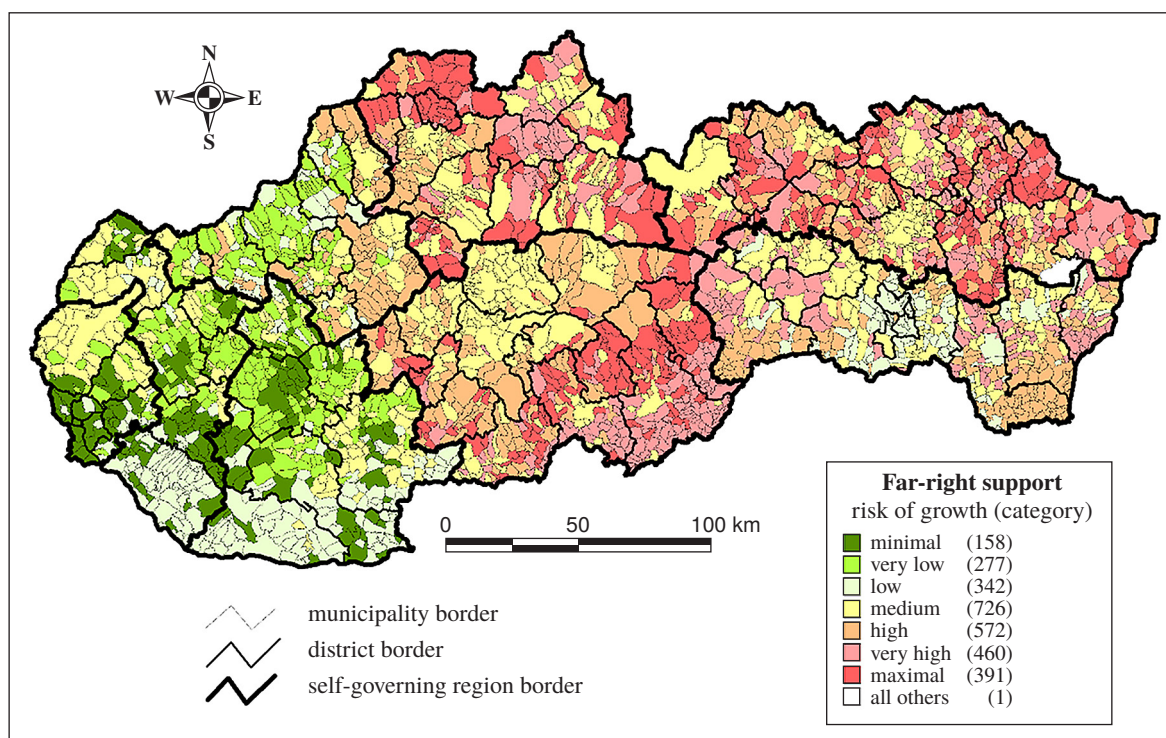 N
W E
S
0 50 100 km
municipality border
district border
self-governing region border
Far-right support
risk of growth (category)
minimal (158)
very low (277)
low (342)
medium (726)
high (572)
very high (460)
maximal (391)
all others (1)